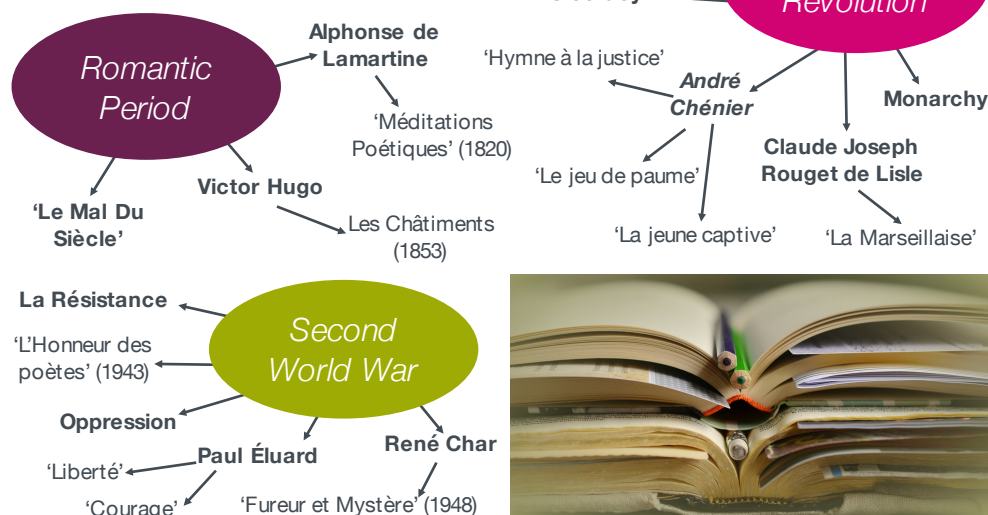 Revolution
Romantic
Period
Alphonse de
Lamartine
'Méditations
Poétiques' (1820)
Victor Hugo
Les Châtiments
(1853)
'Le Mal Du
Siècle'
'Hymne à la justice'
André
Chénier
'Le jeu de paume'
'La jeune captive'
Monarchy
Claude Joseph
Rouget de Lisle
'La Marseillaise'
Second
World War
La Résistance
'L'Honneur des
poètes' (1943)
Oppression
Paul Éluard
'Liberté'
'Courage'
René Char
'Fureur et Mystère' (1948)